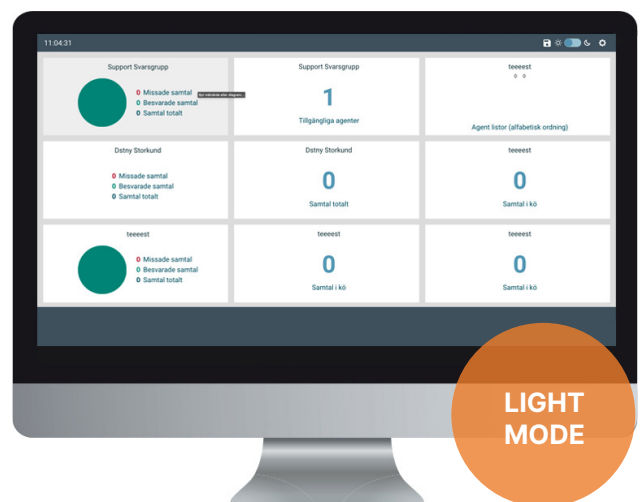 11:04:31
Support Svarsgrupp
0 Missade samtal
0 Besvarade samtal
0 Samtal totalt
Support Svarsgrupp
1
Tillgängliga agenter
teeeest
0 0
Agent listor (alfabetisk ordning)
Dstny Storkund
0 Missade samtal
0 Besvarade samtal
0 Samtal totalt
Dstny Storkund
0
Samtal totalt
teeeest
0
Samtal i kö
teeeest
0 Missade samtal
0 Besvarade samtal
0 Samtal totalt
teeeest
0
Samtal i kö
teeeest
0
Samtal i kö
LIGHT
MODE